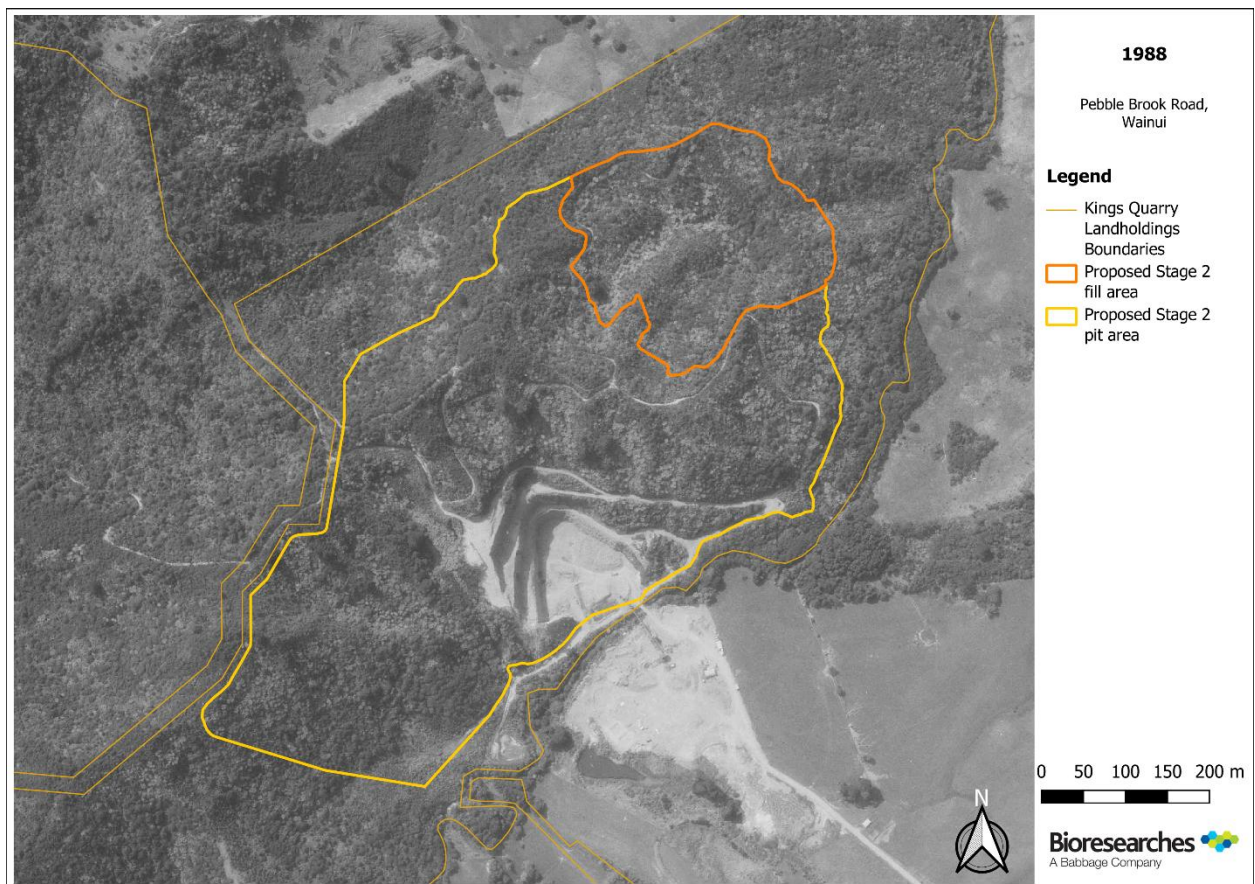 1988
Pebble Brook Road,
Wainui
Legend
Kings Quarry
Landholdings
Boundaries
Proposed Stage 2
fill area
Proposed Stage 2
pit area
N
0 50 100 150 200 m
Bioresearches
A Babbage Company